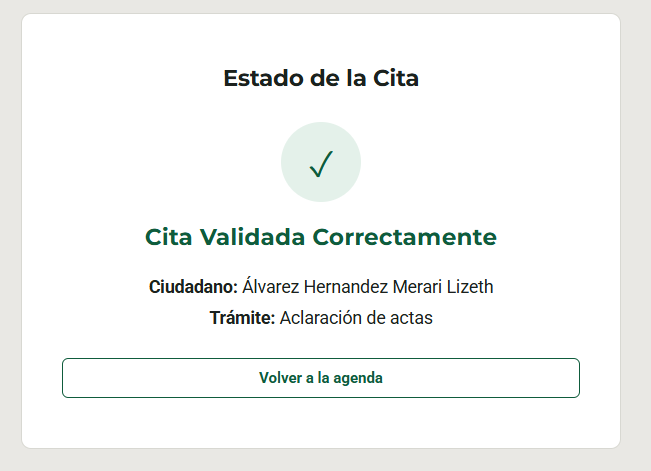 Estado de la Cita
✓
Cita Validada Correctamente
Ciudadano: Álvarez Hernandez Merari Lizeth
Trámite: Aclaración de actas
Volver a la agenda